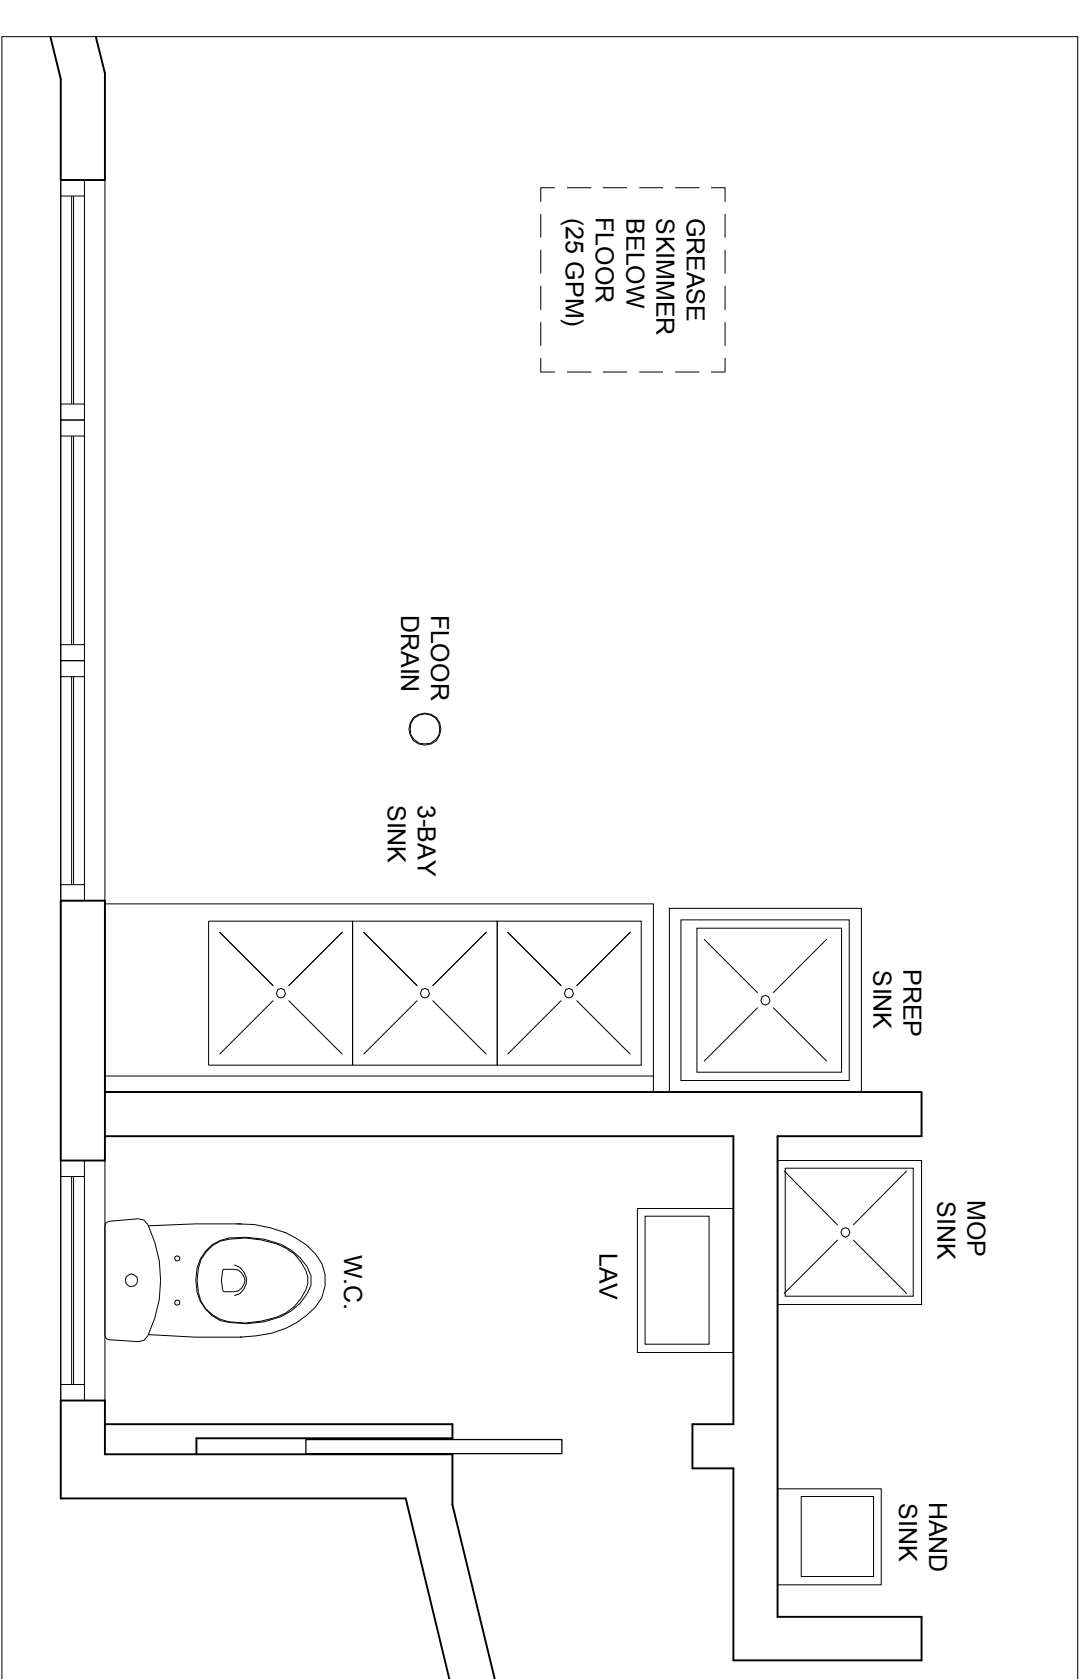 GREASE
SKIMMER
BELOW
FLOOR
(25 GPM)
FLOOR
DRAIN
3-BAY
SINK
PREP
SINK
MOP
SINK
W.C.
LAV
HAND
SINK